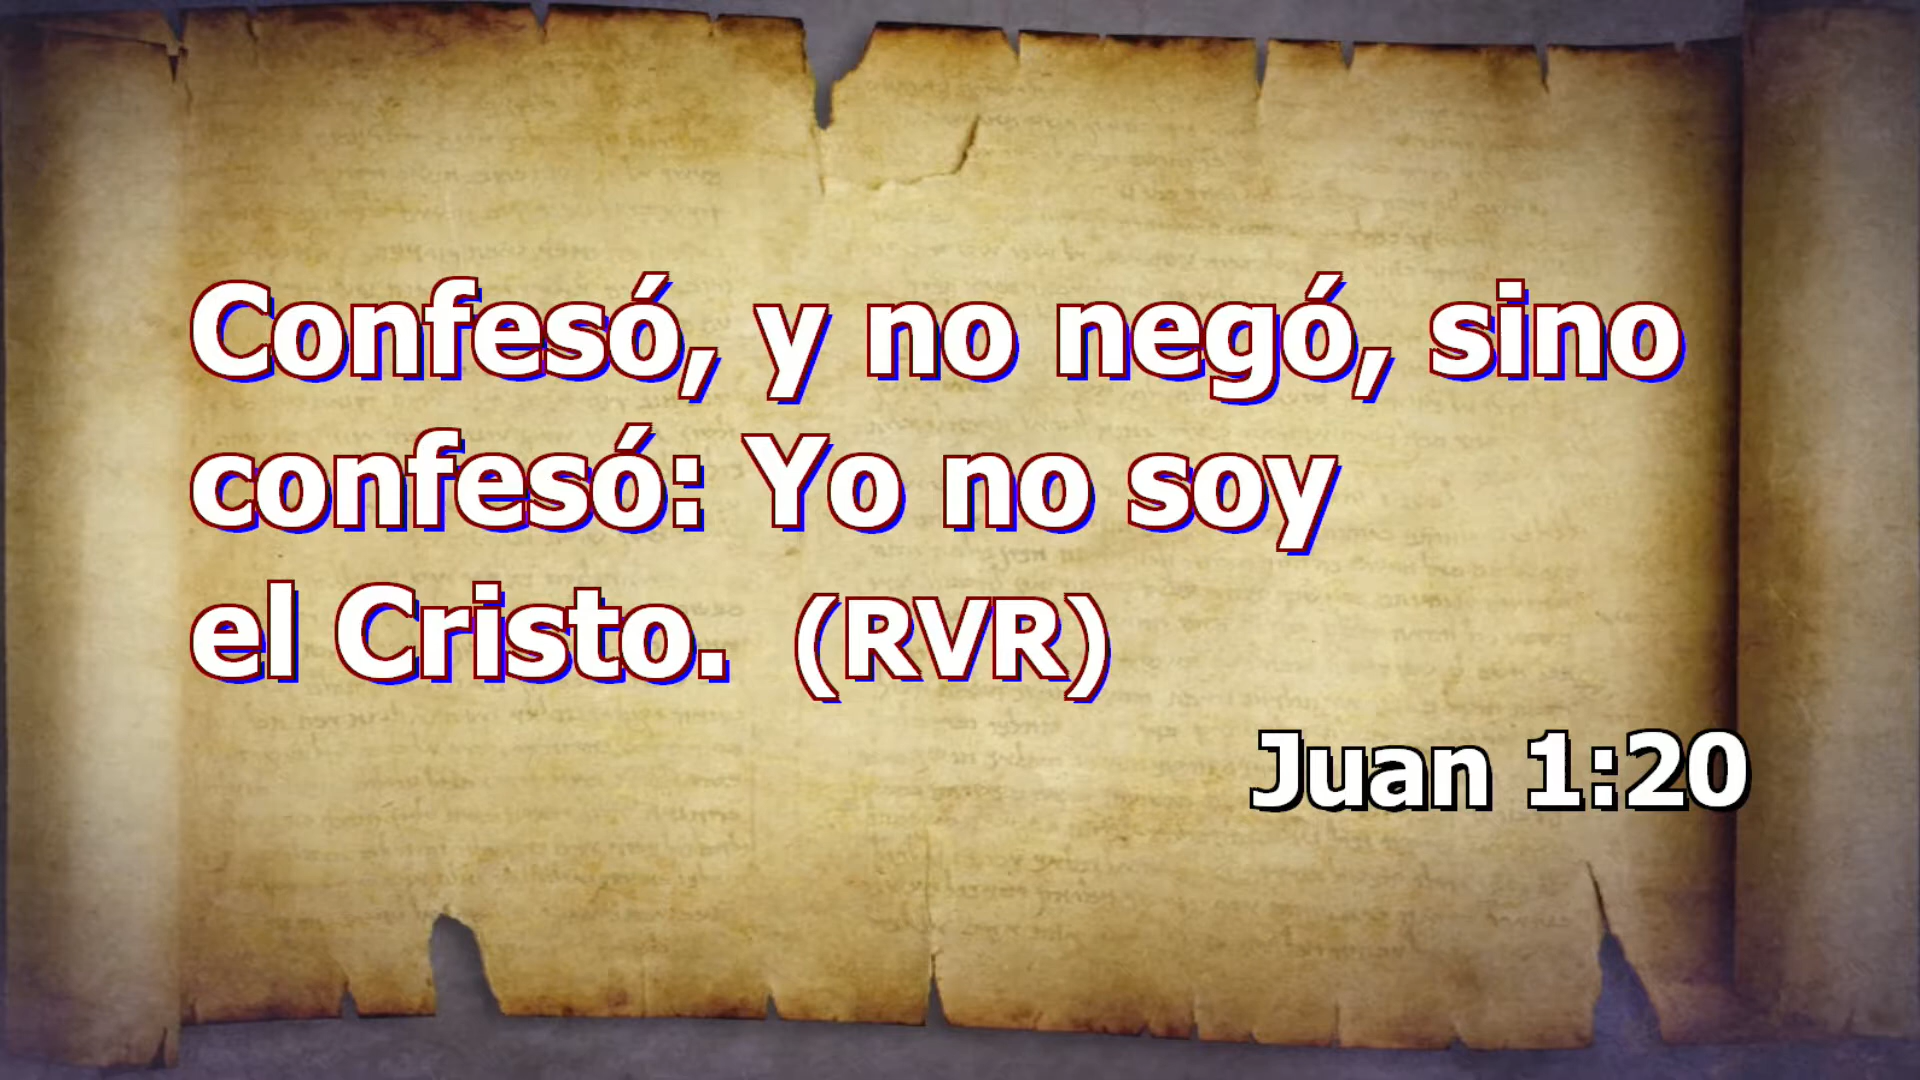 Confesó, y no negó, sino
confesó: Yo no soy
el Cristo. (RVR)
Juan 1:20